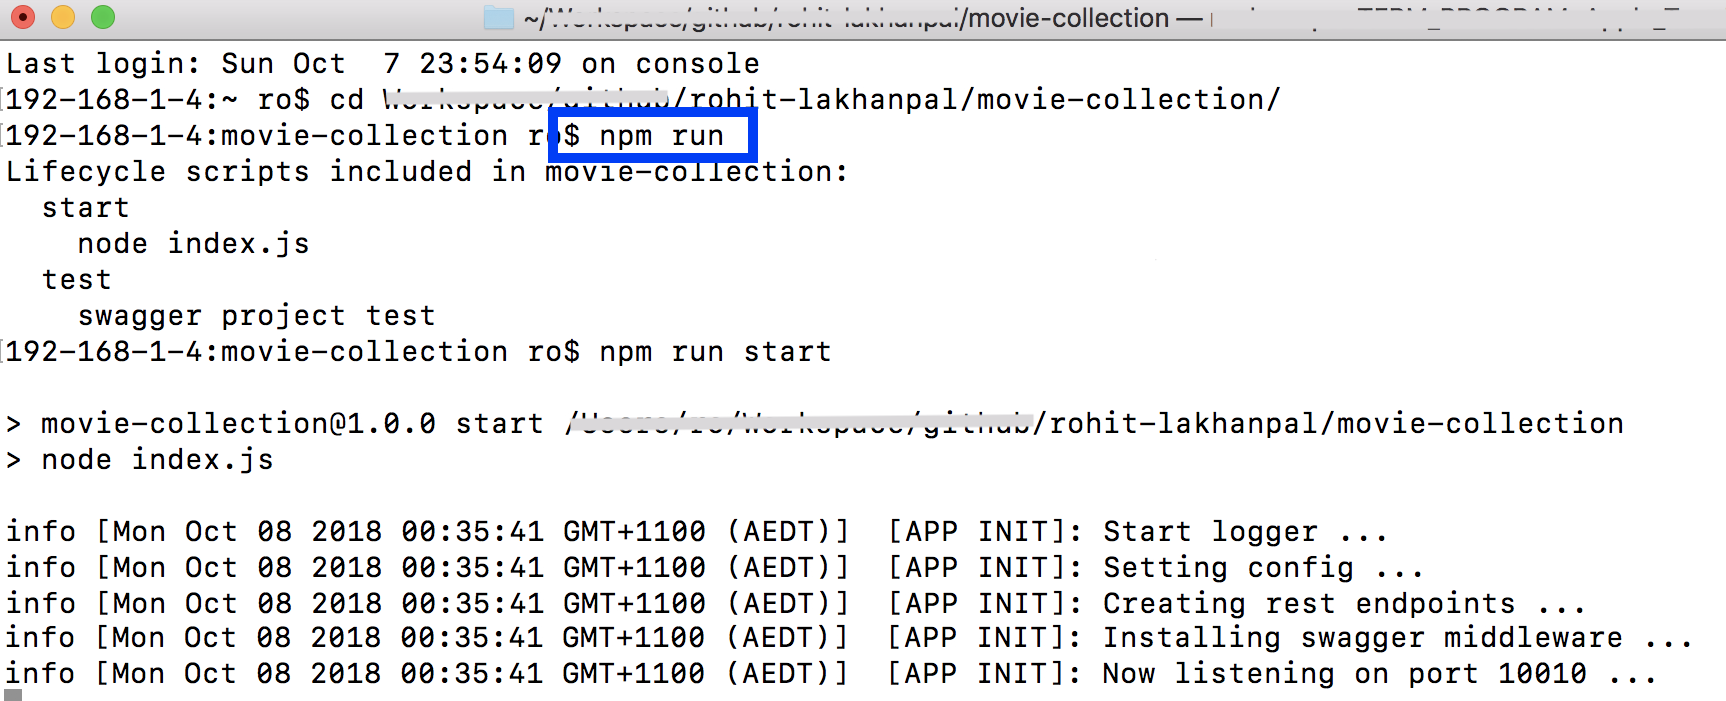 /movie-collection —
Last login: Sun Oct  7 23:54:09 on console
192-168-1-4:~ ro$ cd Workspace/github/rohit-lakhanpal/movie-collection/
192-168-1-4:movie-collection ro$ npm run
Lifecycle scripts included in movie-collection:
  start
    node index.js
  test
    swagger project test
192-168-1-4:movie-collection ro$ npm run start
> movie-collection@1.0.0 start /Users/ro/Workspace/github/rohit-lakhanpal/movie-collection
> node index.js
info [Mon Oct 08 2018 00:35:41 GMT+1100 (AEDT)]  [APP INIT]: Start logger ...
info [Mon Oct 08 2018 00:35:41 GMT+1100 (AEDT)]  [APP INIT]: Setting config ...
info [Mon Oct 08 2018 00:35:41 GMT+1100 (AEDT)]  [APP INIT]: Creating rest endpoints ...
info [Mon Oct 08 2018 00:35:41 GMT+1100 (AEDT)]  [APP INIT]: Installing swagger middleware ...
info [Mon Oct 08 2018 00:35:41 GMT+1100 (AEDT)]  [APP INIT]: Now listening on port 10010 ...